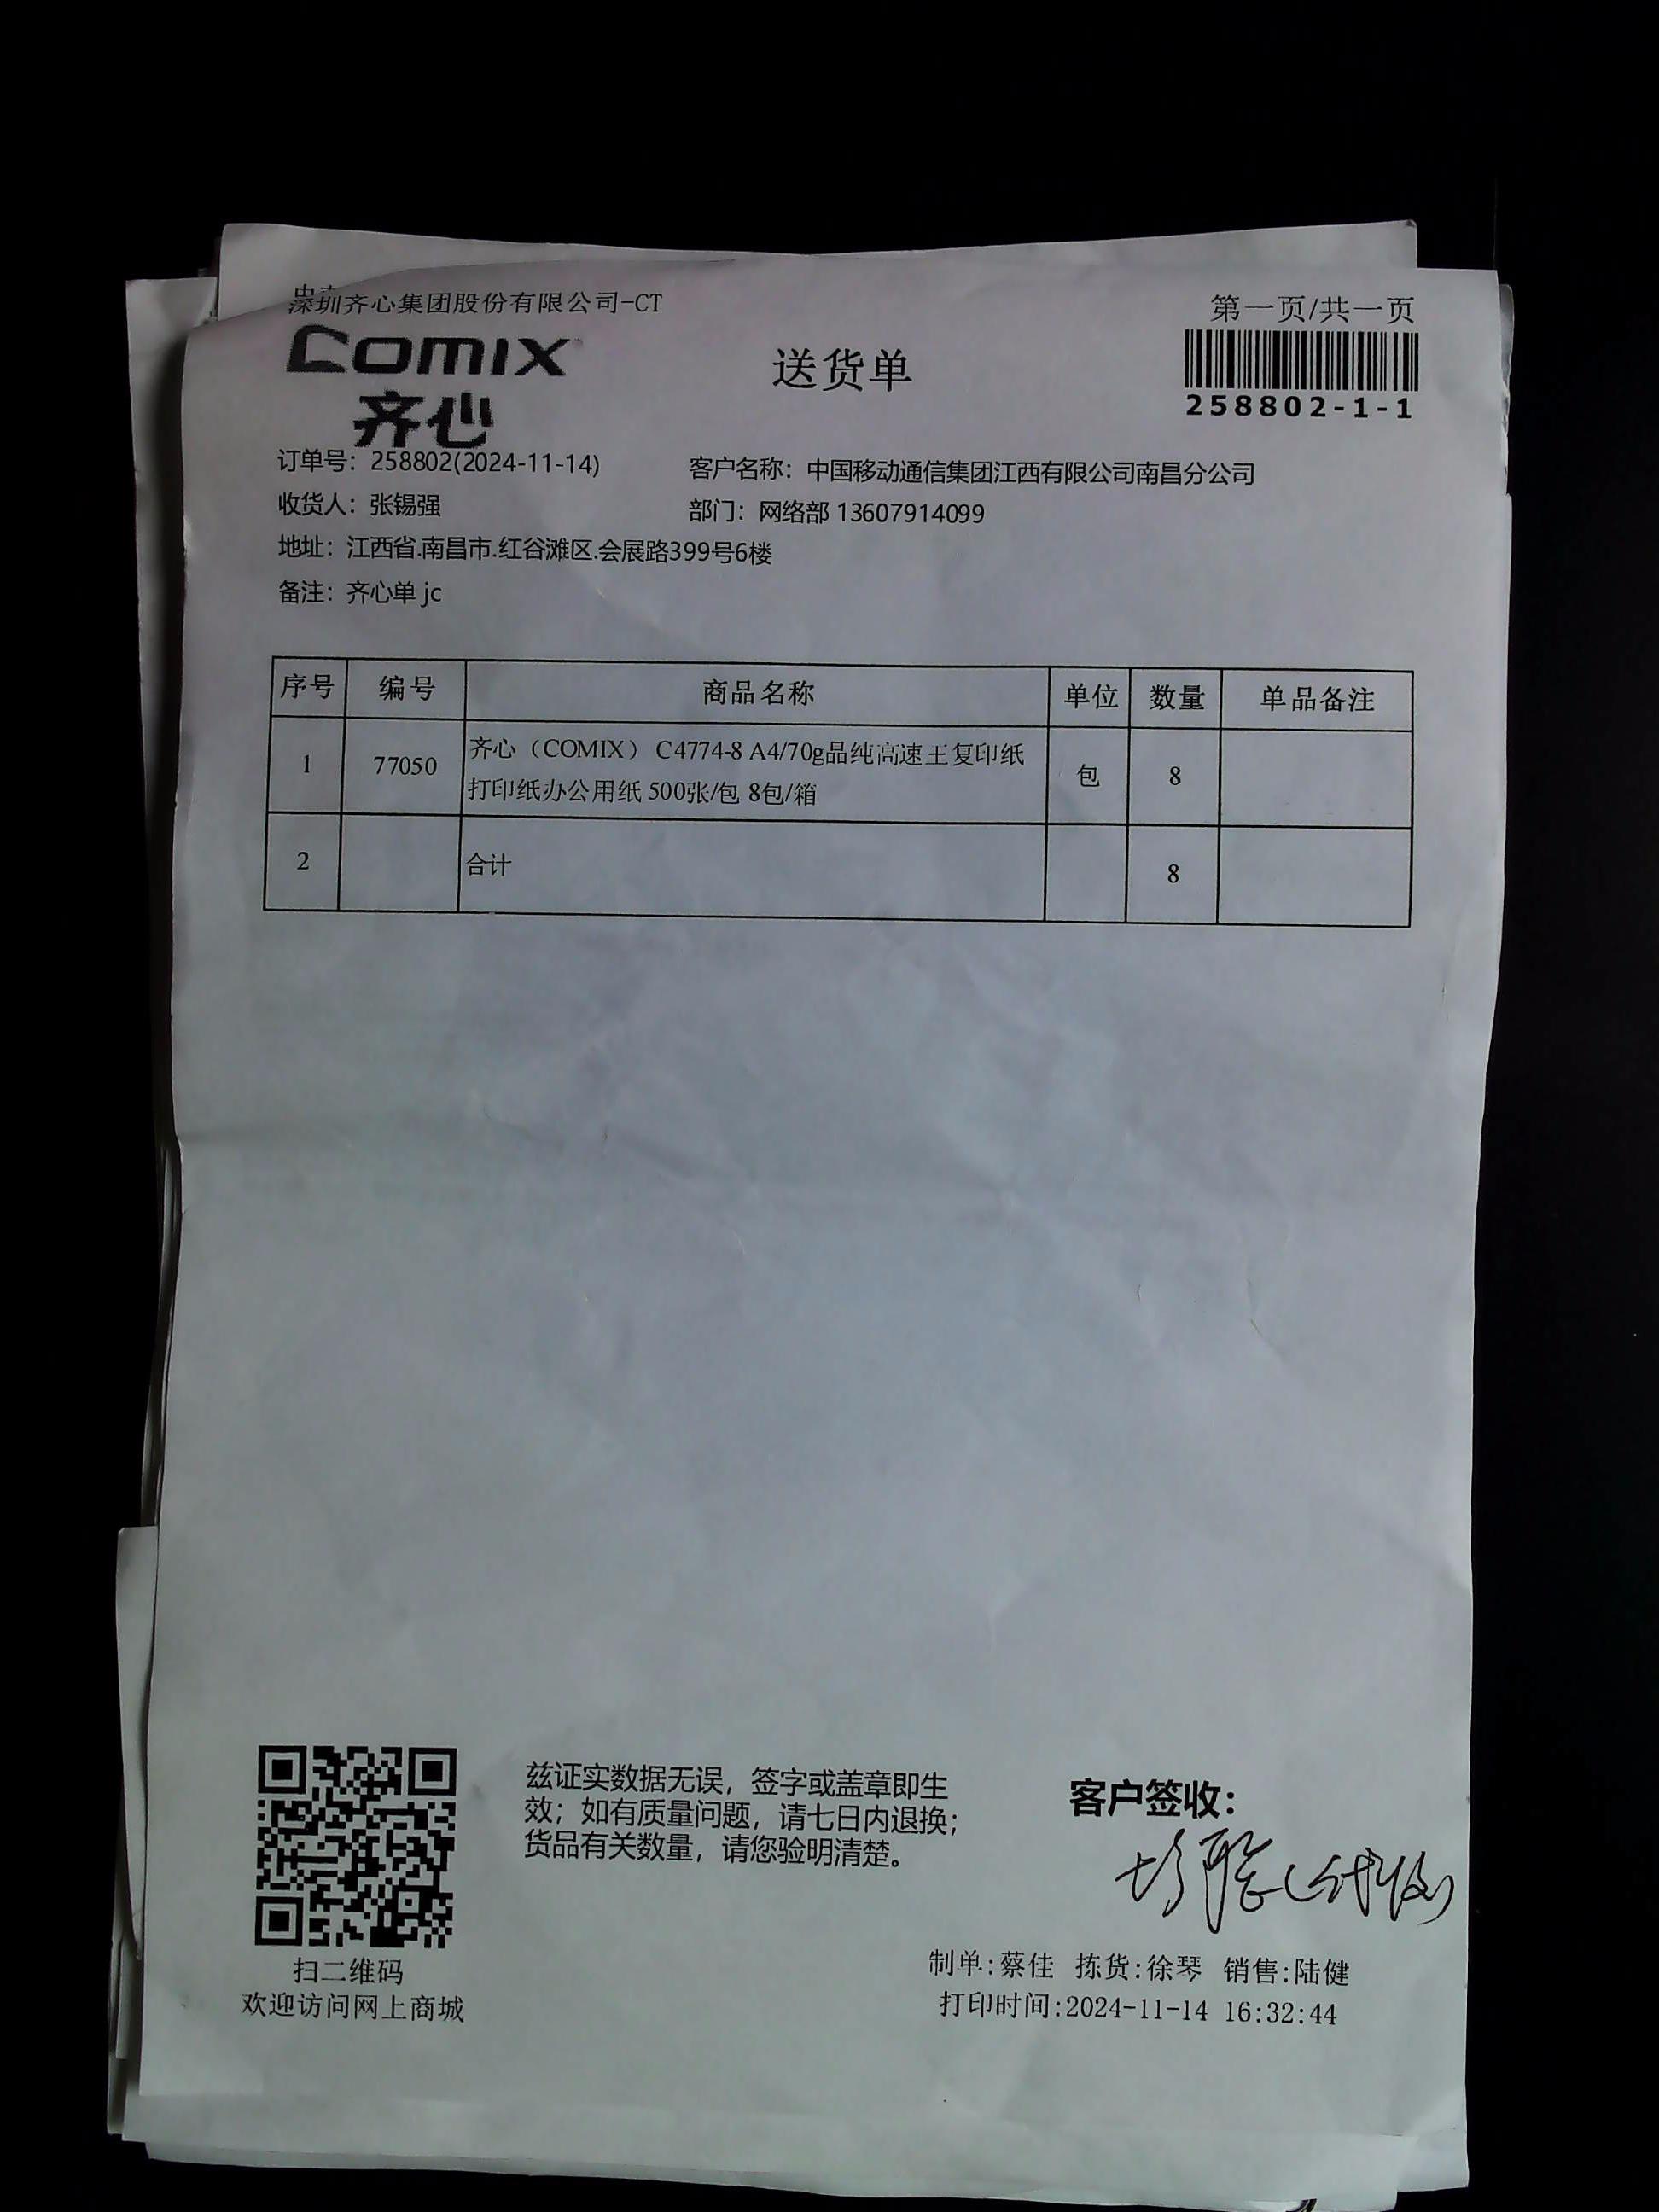 深圳齐心集团股份有限公司-CT
第一页/共一页
comix
齐心
送货单
258802-1-1
订单号：258802(2024-11-14)
客户名称：中国移动通信集团江西有限公司南昌分公司
收货人：张锡强
部门：网络部 13607914099
地址：江西省.南昌市.红谷滩区.会展路399号6楼
备注：齐心单 jc
序号 编号 商品名称 单位 数量 单品备注
1 77050 齐心（COMIX） C4774-8 A4/70g品纯高速王复印纸 包 8
打印纸办公用纸 500张/包 8包/箱
2 合计 8
兹证实数据无误，签字或盖章即生
效；如有质量问题，请七日内退换；
货品有关数量，请您验明清楚。
客户签收：
扫二维码
欢迎访问网上商城
制单:蔡佳 拣货:徐琴 销售:陆健
打印时间:2024-11-14 16:32:44